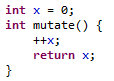 int x = 0;
int mutate() {
    ++x;
    return x;
}